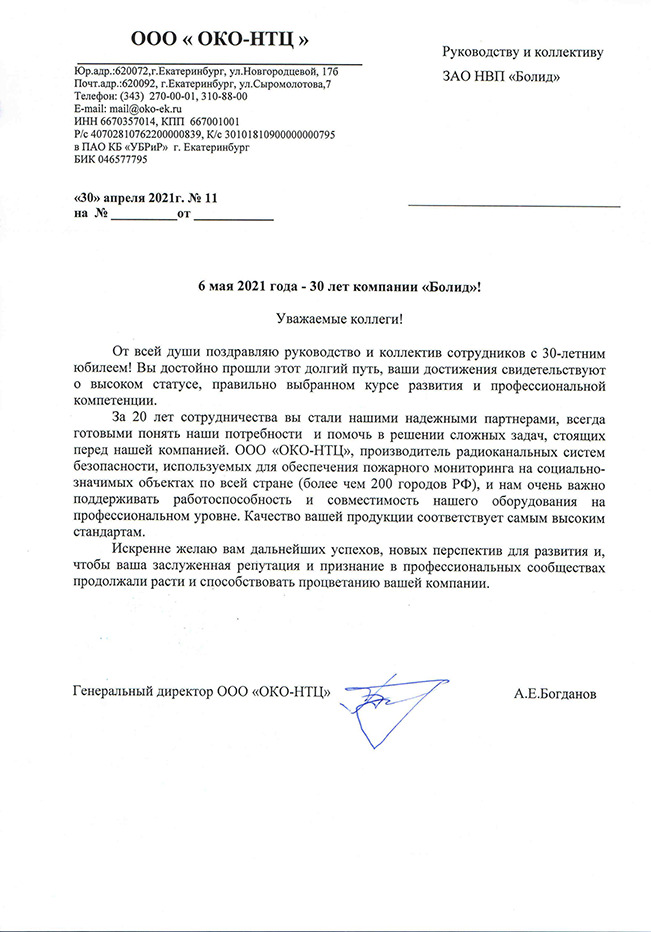 ООО « ОКО-НТЦ »
Юр.адр.:620072,г.Екатеринбург, ул.Новгородцевой, 17б
Почт.адр.:620092, г.Екатеринбург, ул.Сыромолотова,7
Телефон: (343)  270-00-01, 310-88-00
E-mail: mail@oko-ek.ru
ИНН 6670357014, КПП  667001001
Р/с 40702810762200000839, К/с 30101810900000000795
в ПАО КБ «УБРиР»  г. Екатеринбург
БИК 046577795
Руководству и коллективу
ЗАО НВП «Болид»
«30» апреля 2021г. № 11
на  № ___________от _____________
6 мая 2021 года - 30 лет компании «Болид»!
Уважаемые коллеги!
От всей души поздравляю руководство и коллектив сотрудников с 30-летним
юбилеем! Вы достойно прошли этот долгий путь, ваши достижения свидетельствуют
о высоком статусе, правильно выбранном курсе развития и профессиональной
компетенции.
За 20 лет сотрудничества вы стали нашими надежными партнерами, всегда
готовыми понять наши потребности  и помочь в решении сложных задач, стоящих
перед нашей компанией. ООО «ОКО-НТЦ», производитель радиоканальных систем
безопасности, используемых для обеспечения пожарного мониторинга на социально-
значимых объектах по всей стране (более чем 200 городов РФ), и нам очень важно
поддерживать работоспособность и совместимость нашего оборудования на
профессиональном уровне. Качество вашей продукции соответствует самым высоким
стандартам.
Искренне желаю вам дальнейших успехов, новых перспектив для развития и,
чтобы ваша заслуженная репутация и признание в профессиональных сообществах
продолжали расти и способствовать процветанию вашей компании.
Генеральный директор ООО «ОКО-НТЦ»
А.Е.Богданов